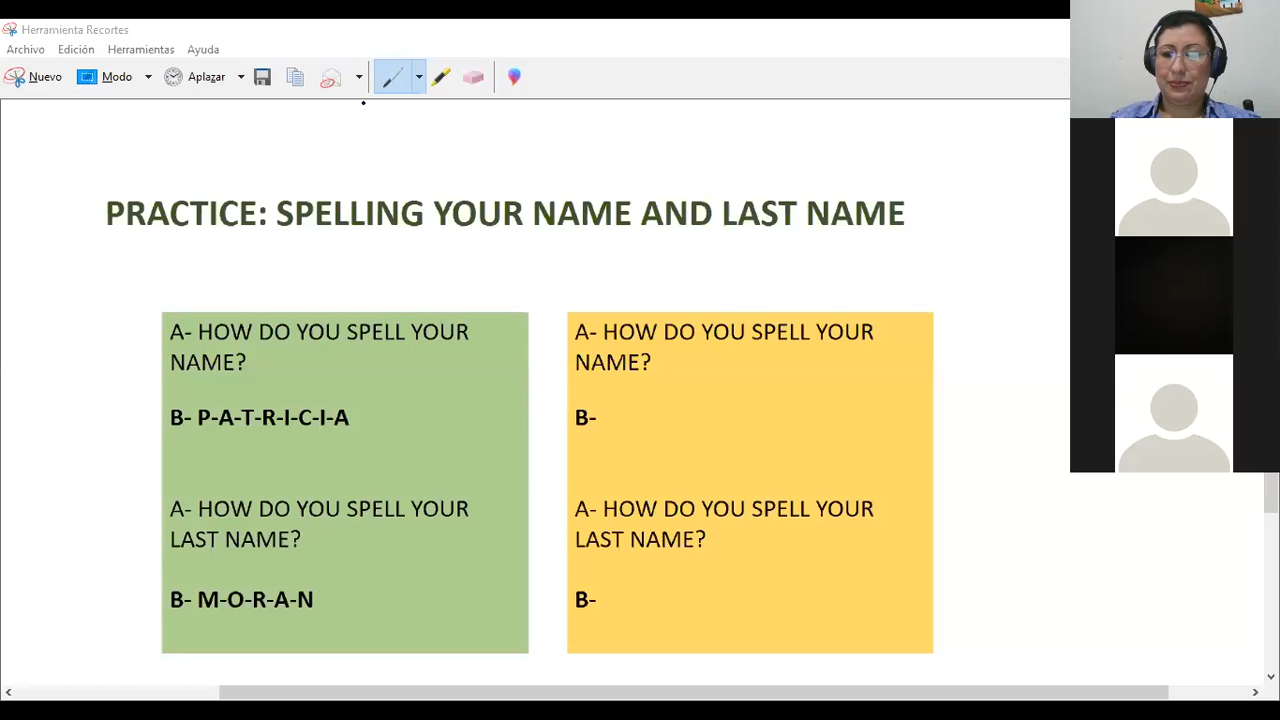 Herramienta Recortes
Archivo Edición Herramientas Ayuda
Nuevo Modo Aplazar
PRACTICE: SPELLING YOUR NAME AND LAST NAME
A- HOW DO YOU SPELL YOUR
NAME?
B- P-A-T-R-I-C-I-A
A- HOW DO YOU SPELL YOUR
LAST NAME?
B- M-O-R-A-N
A- HOW DO YOU SPELL YOUR
NAME?
B-
A- HOW DO YOU SPELL YOUR
LAST NAME?
B-